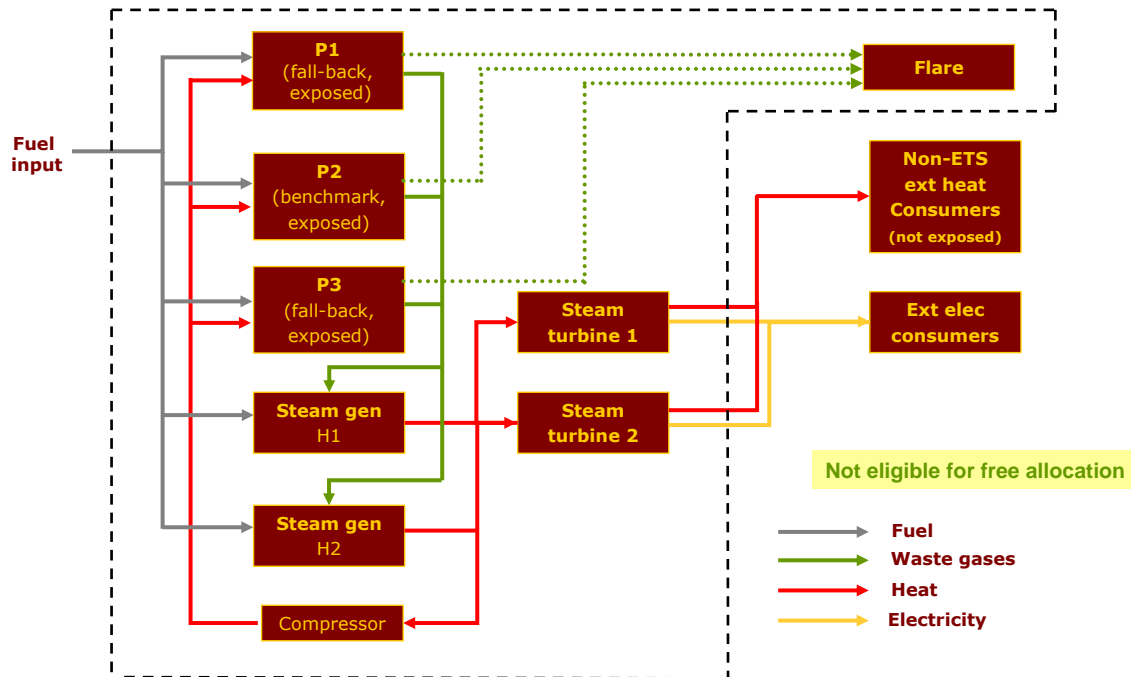 P1
(fall-back,
exposed)
Flare
Fuel
input
Non-ETS
ext heat
Consumers
(not exposed)
P2
(benchmark,
exposed)
P3
(fall-back,
exposed)
Steam
turbine 1
Ext elec
consumers
Steam gen
H1
Steam
turbine 2
Not eligible for free allocation
Steam gen
H2
Fuel
Waste gases
Heat
Electricity
Compressor